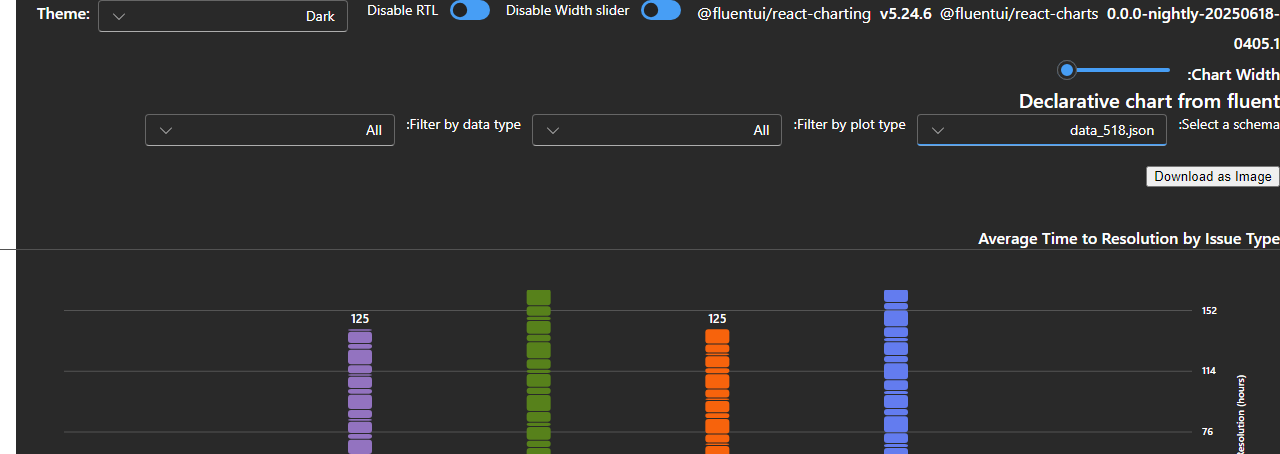 Theme:
Dark
Disable RTL
Disable Width slider
@fluentui/react-charting v5.24.6 @fluentui/react-charts 0.0.0-nightly-20250618-
0405.1
:Chart Width
Declarative chart from fluent
:Select a schema
data_518.json
:Filter by plot type
All
:Filter by data type
All
Download as Image
Average Time to Resolution by Issue Type
152
125
125
114
76
Resolution (hours)